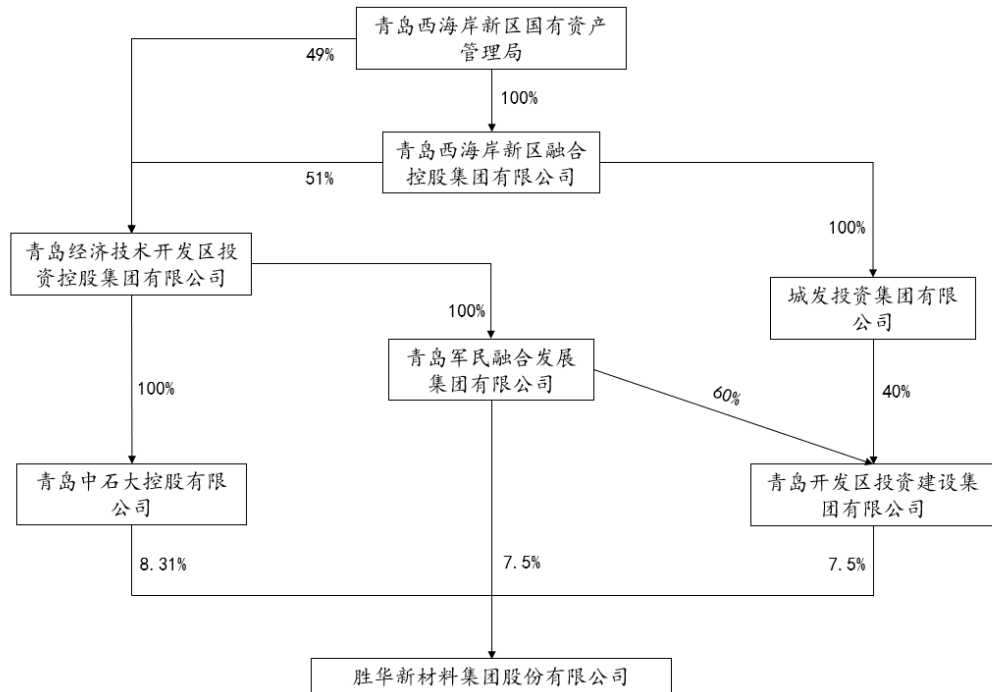 青岛西海岸新区国有资产
管理局
49%
100%
青岛西海岸新区融合
控股集团有限公司
51%
100%
青岛经济技术开发区投
资控股集团有限公司
城发投资集团有限
公司
100%
青岛军民融合发展
集团有限公司
100%
60%
40%
青岛中石大控股有限
公司
青岛开发区投资建设集
团有限公司
8.31%
7.5%
7.5%
胜华新材料集团股份有限公司